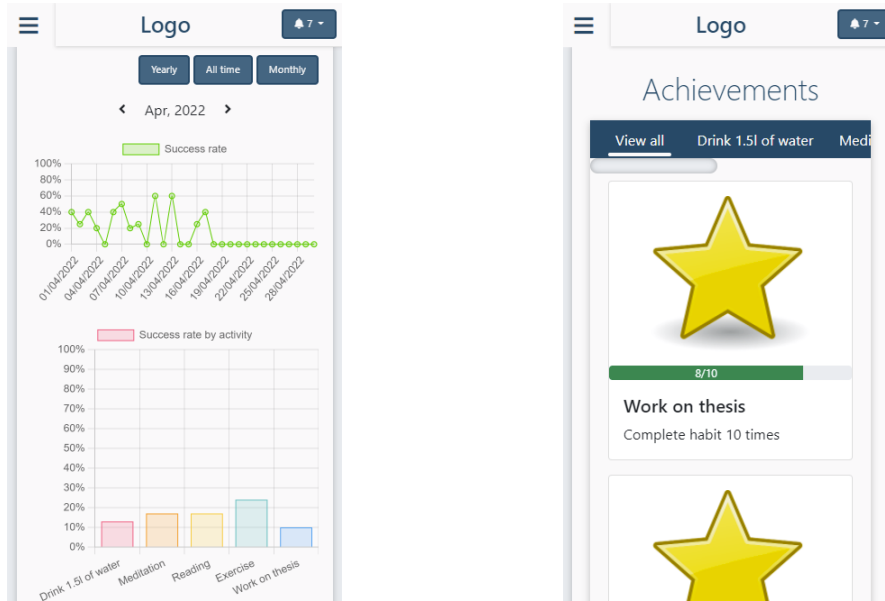 Logo
7
Yearly
All time
Monthly
Apr, 2022
Success rate
100%
80%
60%
40%
20%
0%
01/04/2022
04/04/2022
07/04/2022
10/04/2022
13/04/2022
16/04/2022
19/04/2022
22/04/2022
25/04/2022
28/04/2022
Success rate by activity
100%
90%
80%
70%
60%
50%
40%
30%
20%
10%
0%
Drink 1.5l of water
Meditation
Reading
Exercise
Work on thesis
Logo
7
Achievements
View all
Drink 1.5l of water
Medi
8/10
Work on thesis
Complete habit 10 times